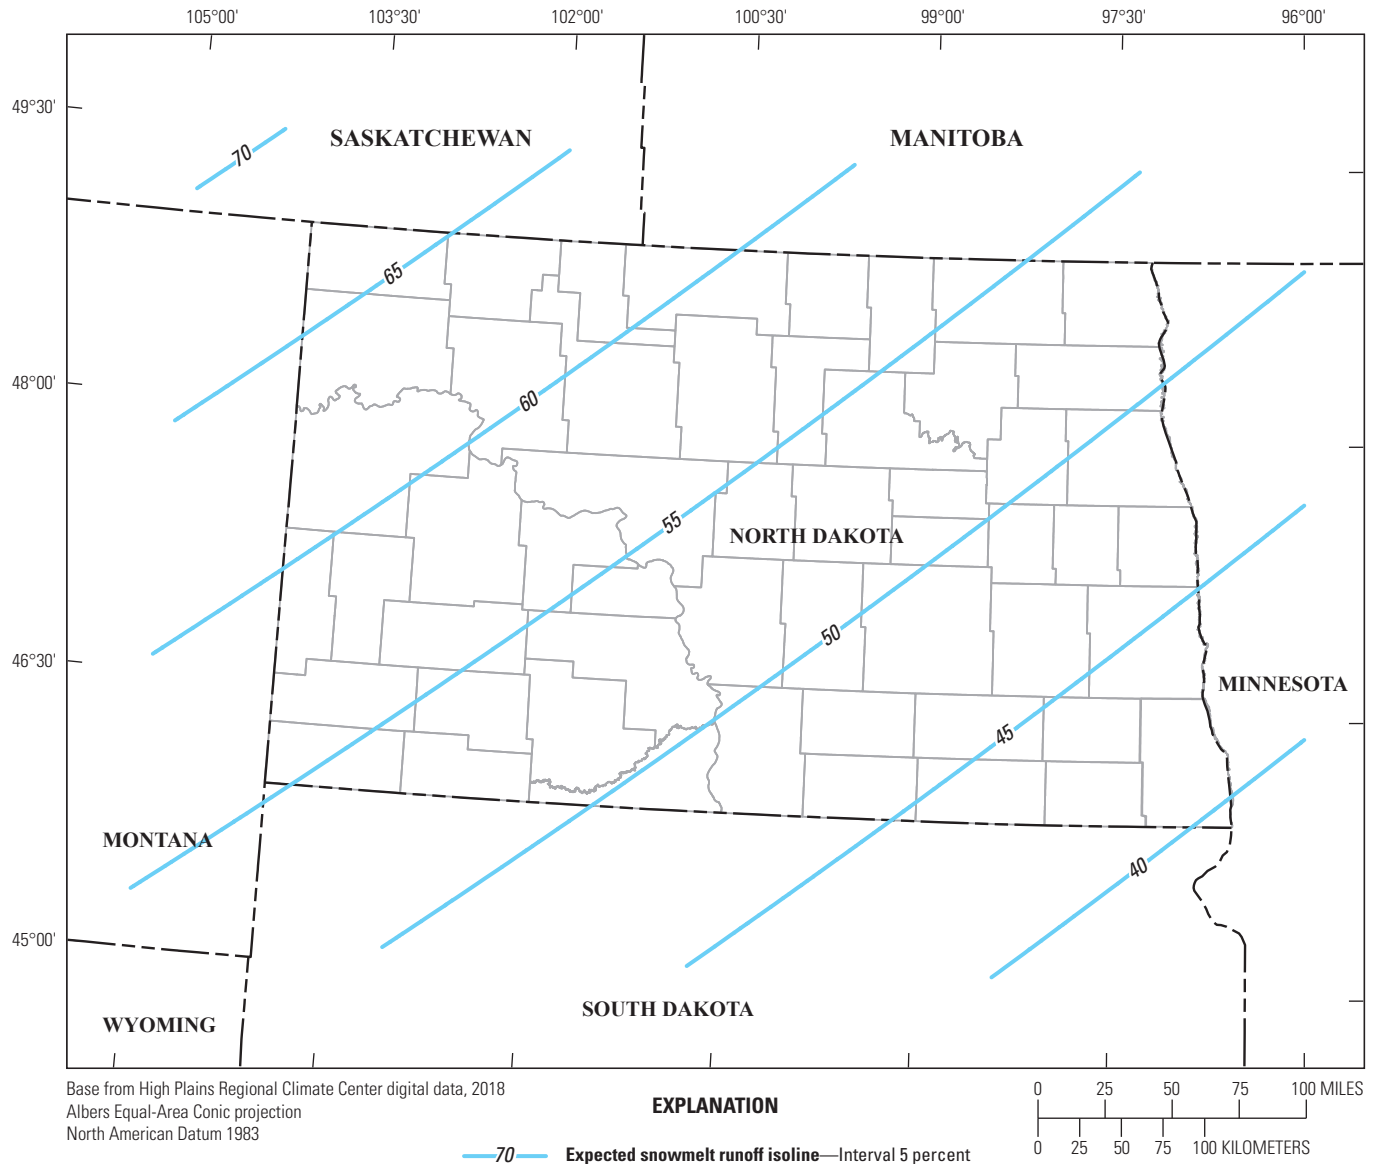 105°00' 103°30' 102°00' 100°30' 99°00' 97°30' 96°00'
49°30'
SASKATCHEWAN MANITOBA
70
65
48°00'
60
55
NORTH DAKOTA
50
46°30'
MINNESOTA
45
MONTANA
40
45°00'
SOUTH DAKOTA
WYOMING
Base from High Plains Regional Climate Center digital data, 2018
Albers Equal-Area Conic projection
North American Datum 1983
EXPLANATION
70 Expected snowmelt runoff isoline—Interval 5 percent
0 25 50 75 100 MILES
0 25 50 75 100 KILOMETERS